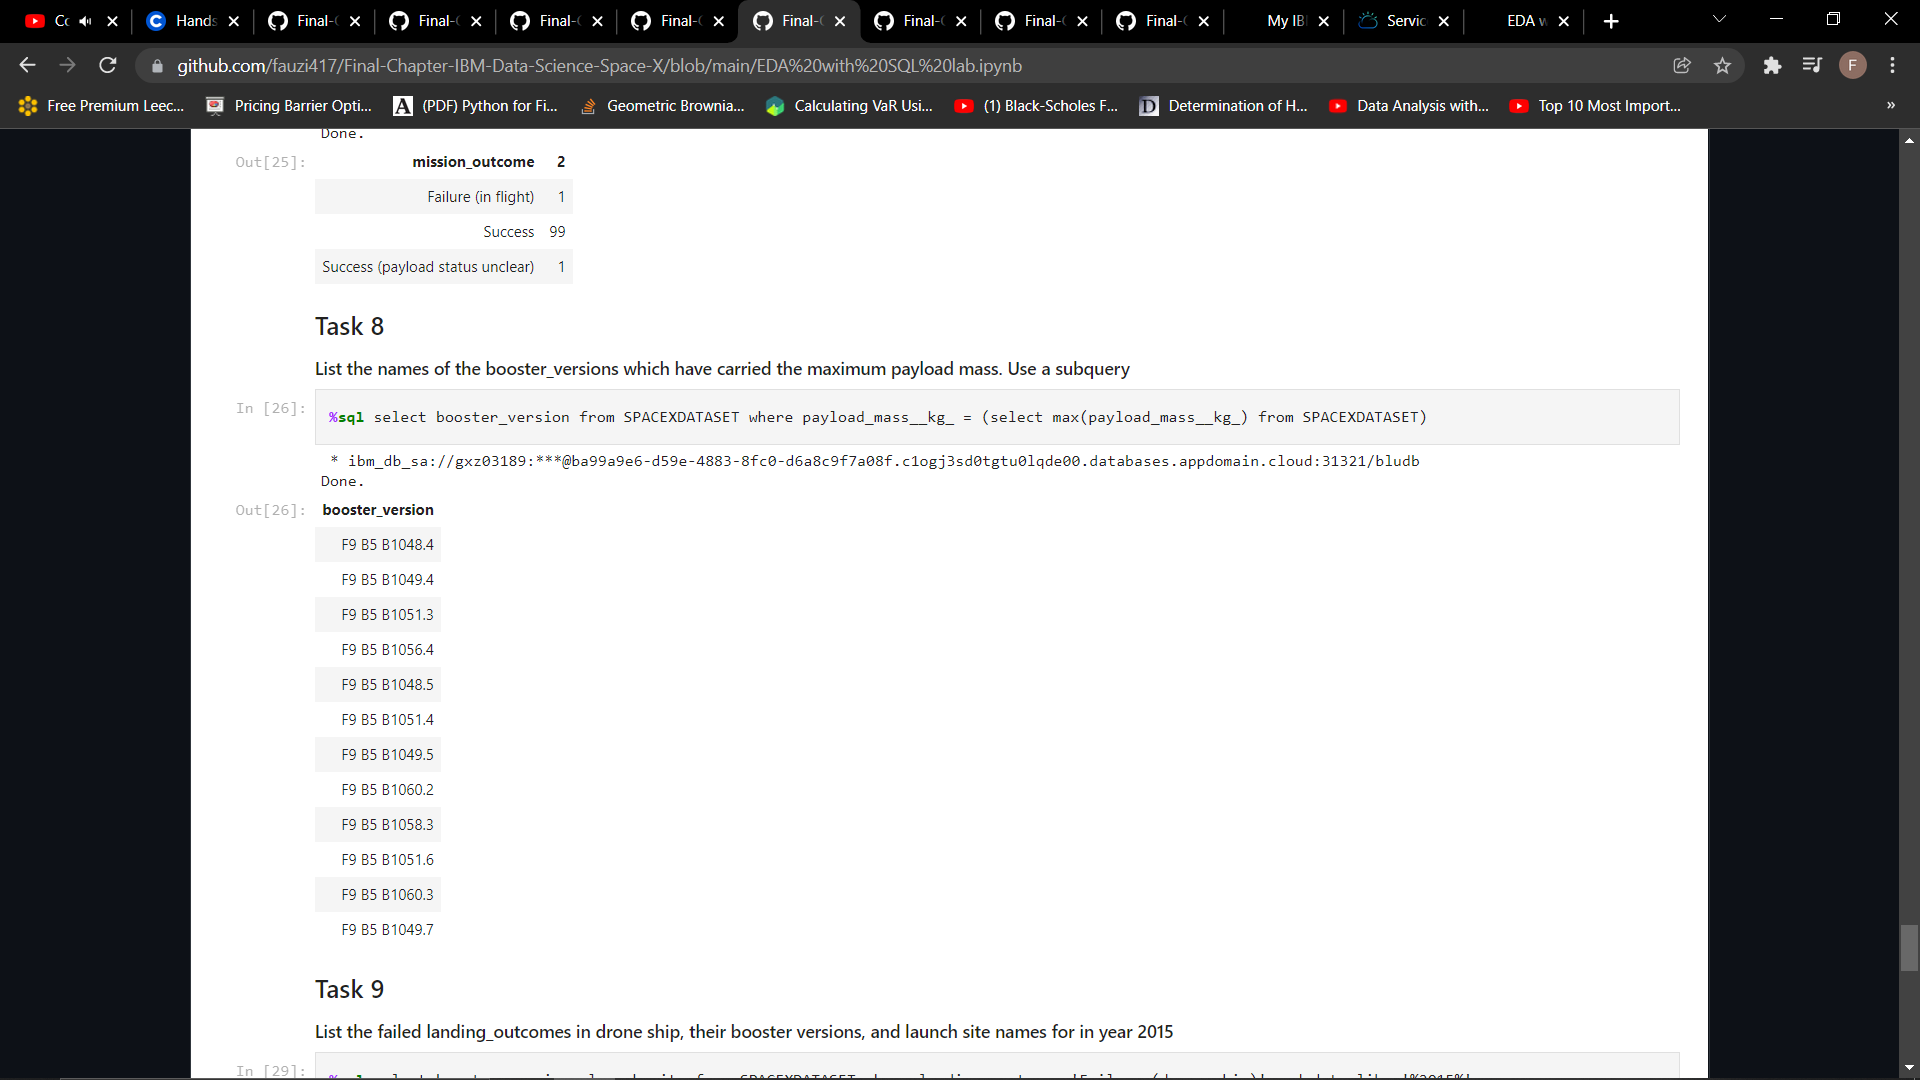 Co
Hands
Final-C
Final-C
Final-C
Final-C
Final-C
Final-C
Final-C
Final-C
My IB
Servic
EDA w
github.com/fauzi417/Final-Chapter-IBM-Data-Science-Space-X/blob/main/EDA%20with%20SQL%20lab.ipynb
F
Free Premium Leec...
Pricing Barrier Opti...
(PDF) Python for Fi...
Geometric Brownia...
Calculating VaR Usi...
(1) Black-Scholes F...
Determination of H...
Data Analysis with...
Top 10 Most Import...
»
Done.
Out[25]:
mission_outcome 2
Failure (in flight) 1
Success 99
Success (payload status unclear) 1
Task 8
List the names of the booster_versions which have carried the maximum payload mass. Use a subquery
In [26]:
%sql select booster_version from SPACEXDATASET where payload_mass__kg_ = (select max(payload_mass__kg_) from SPACEXDATASET)
* ibm_db_sa://gxz03189:***@ba99a9e6-d59e-4883-8fc0-d6a8c9f7a08f.c1ogj3sd0tgtu0lqde00.databases.appdomain.cloud:31321/bludb
Done.
Out[26]:
booster_version
F9 B5 B1048.4
F9 B5 B1049.4
F9 B5 B1051.3
F9 B5 B1056.4
F9 B5 B1048.5
F9 B5 B1051.4
F9 B5 B1049.5
F9 B5 B1060.2
F9 B5 B1058.3
F9 B5 B1051.6
F9 B5 B1060.3
F9 B5 B1049.7
Task 9
List the failed landing_outcomes in drone ship, their booster versions, and launch site names for in year 2015
In [29]: